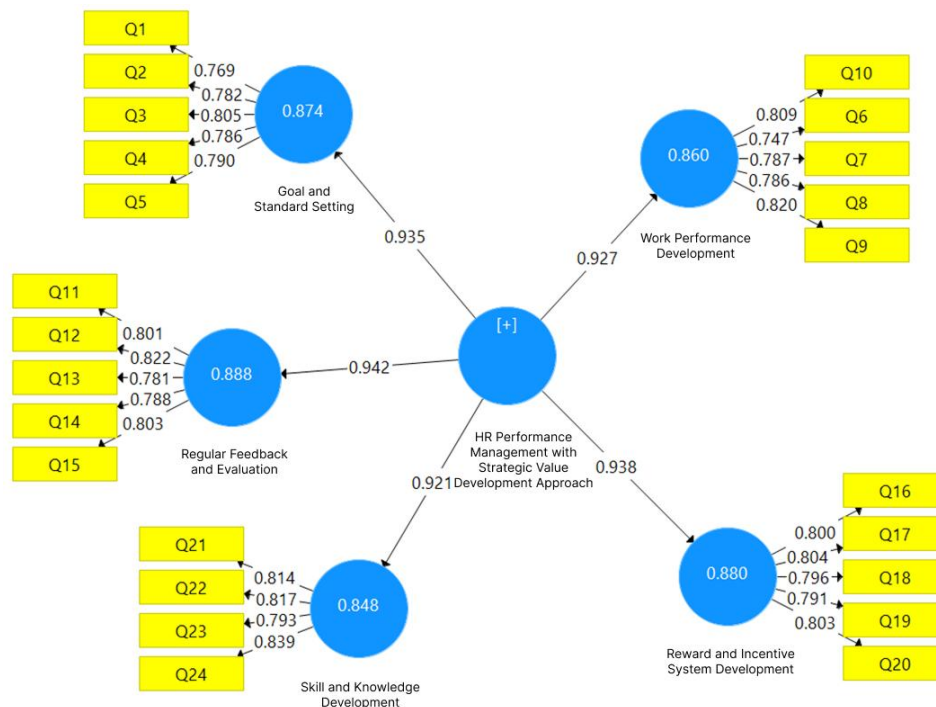 Q1
Q2
Q3
Q4
Q5
0.769
0.782
0.805
0.786
0.790
0.874
Goal and
Standard Setting
Q10
Q6
Q7
Q8
Q9
0.809
0.747
0.787
0.786
0.820
0.860
Work Performance
Development
0.935
0.927
Q11
Q12
Q13
Q14
Q15
0.801
0.822
0.781
0.788
0.803
0.888
Regular Feedback
and Evaluation
0.942
[+]
HR Performance
Management with
Strategic Value
Development Approach
0.921
0.938
Q21
Q22
Q23
Q24
0.814
0.817
0.793
0.839
0.848
Skill and Knowledge
Development
Q16
Q17
Q18
Q19
Q20
0.800
0.804
0.796
0.791
0.803
0.880
Reward and Incentive
System Development